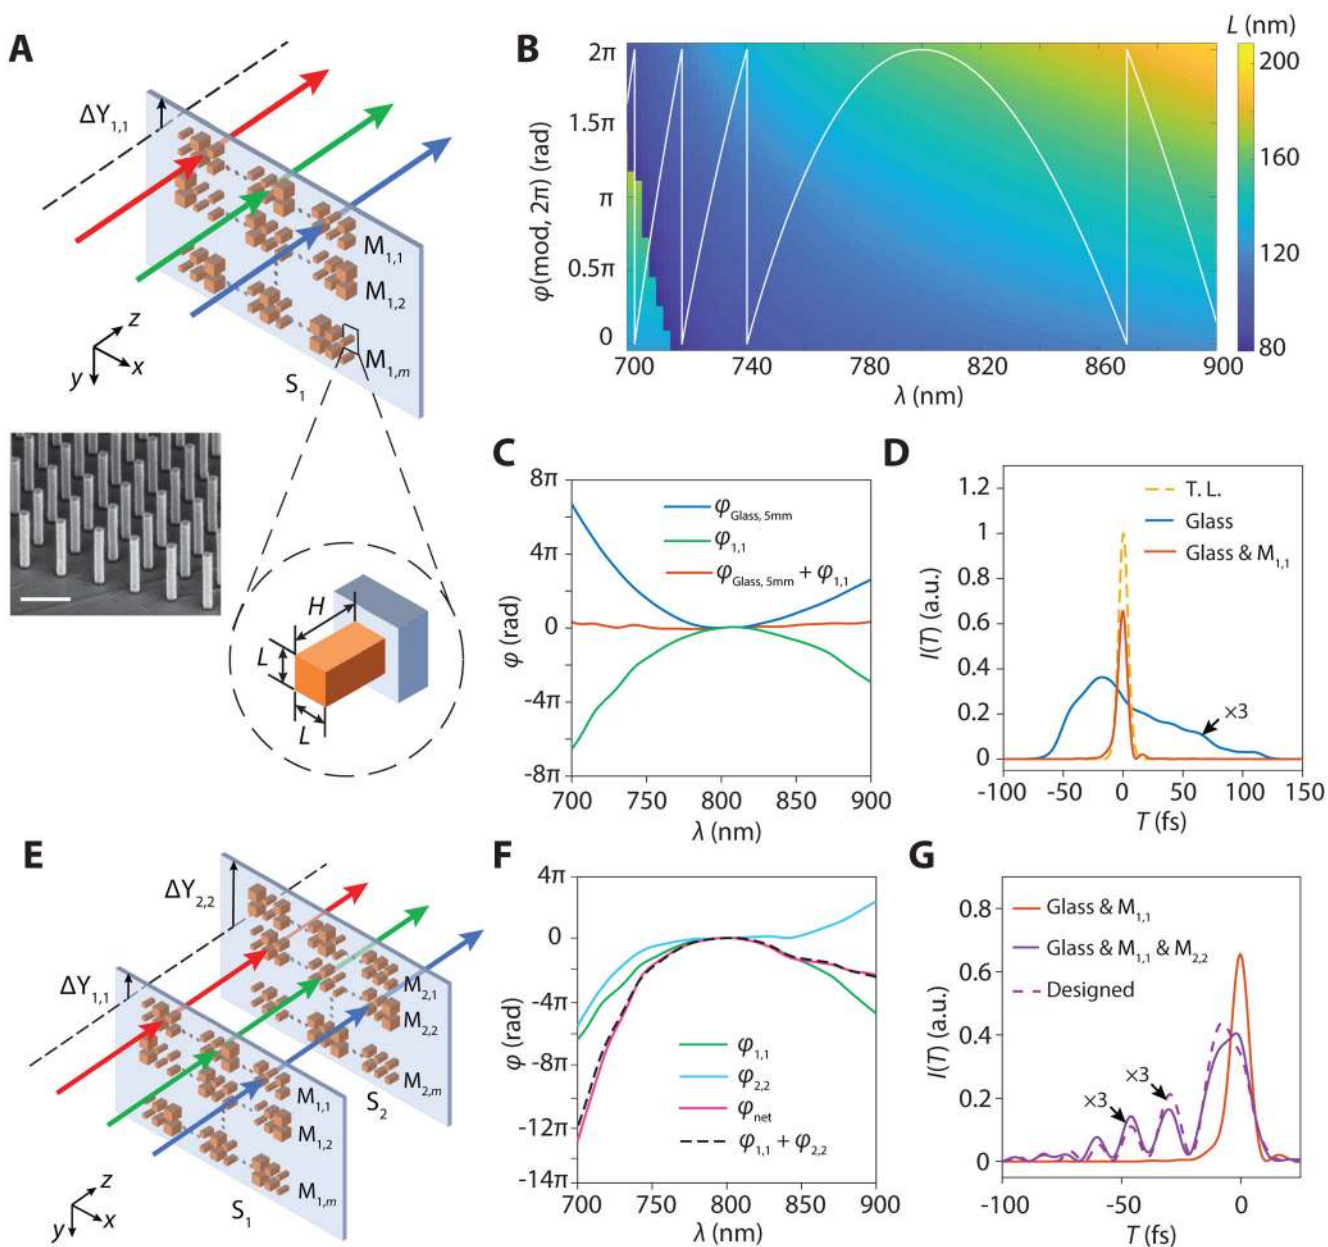 A
ΔY1,1
M1,1
M1,2
M1,m
S1
z
x
y
H
L
L
B
φ(mod, 2π) (rad)
2π
1.5π
π
0.5π
0
700 740 780 820 860 900
λ (nm)
L (nm)
200
160
120
80
C
φ (rad)
8π
4π
0
-4π
-8π
φGlass, 5mm
φ1,1
φGlass, 5mm + φ1,1
700 750 800 850 900
λ (nm)
D
I(T) (a.u.)
1.2
1
0.8
0.6
0.4
0.2
0
T. L.
Glass
Glass & M1,1
×3
-100 -50 0 50 100 150
T (fs)
E
ΔY2,2
ΔY1,1
M2,1
M2,2
M2,m
S2
M1,1
M1,2
M1,m
S1
z
x
y
F
φ (rad)
4π
0
-4π
-8π
-12π
-14π
φ1,1
φ2,2
φnet
φ1,1 + φ2,2
700 750 800 850 900
λ (nm)
G
I(T) (a.u.)
0.8
0.6
0.4
0.2
0
Glass & M1,1
Glass & M1,1 & M2,2
Designed
×3
×3
-100 -50 0
T (fs)